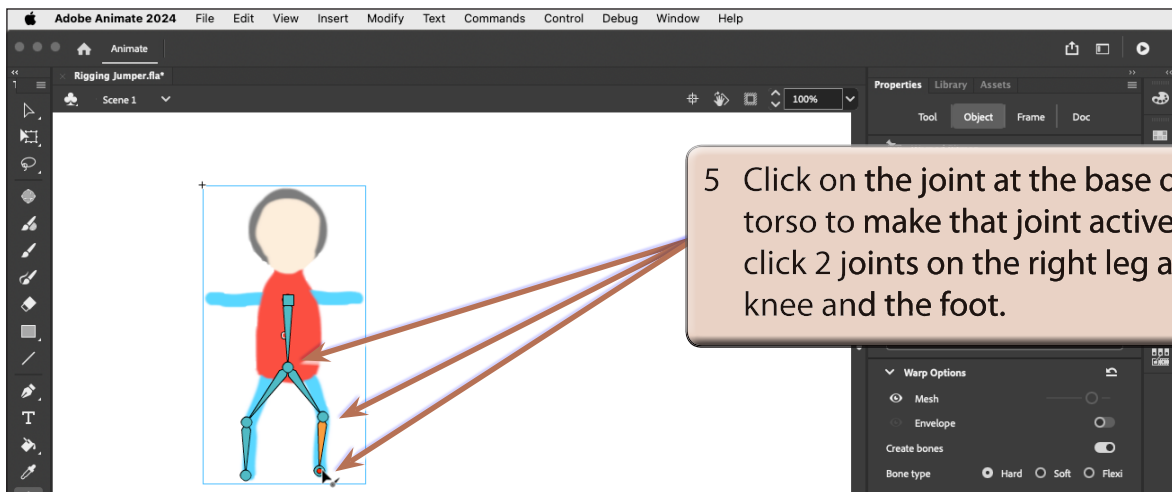 Adobe Animate 2024 File Edit View Insert Modify Text Commands Control Debug Window Help
Animate
Rigging Jumper.fla*
Scene 1
100%
Properties Library Assets
Tool Object Frame Doc
5 Click on the joint at the base
torso to make that joint active
click 2 joints on the right leg
knee and the foot.
Warp Options
Mesh
Envelope
Create bones
Bone type Hard Soft Flexi